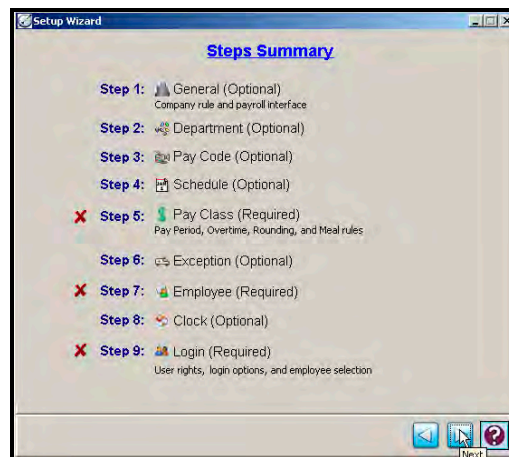 Setup Wizard
Steps Summary
Step 1: General (Optional)
Company rule and payroll interface
Step 2: Department (Optional)
Step 3: Pay Code (Optional)
Step 4: Schedule (Optional)
Step 5: Pay Class (Required)
Pay Period, Overtime, Rounding, and Meal rules
Step 6: Exception (Optional)
Step 7: Employee (Required)
Step 8: Clock (Optional)
Step 9: Login (Required)
User rights, login options, and employee selection
Next